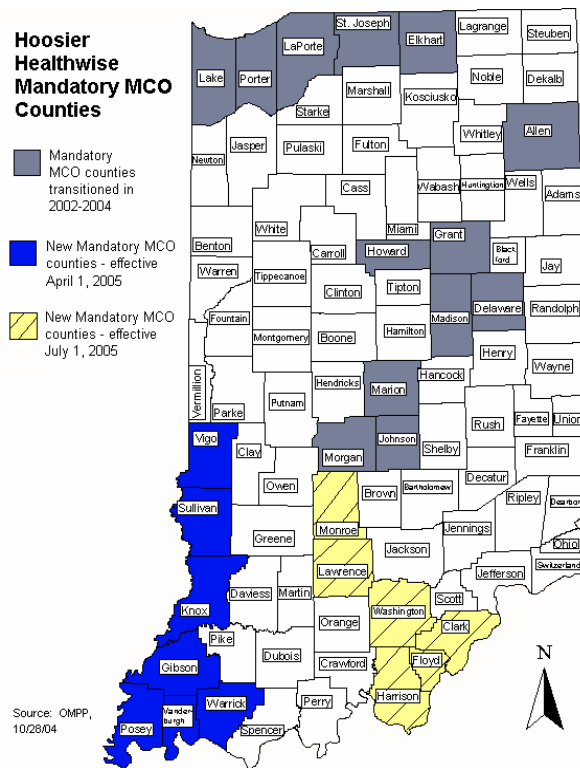 Hoosier
Healthwise
Mandatory MCO
Counties
Mandatory
MCO counties
transitioned in
2002-2004
New Mandatory MCO
counties - effective
April 1, 2005
New Mandatory MCO
counties - effective
July 1, 2005
Source: OMPP,
10/28/04
N
Lake
Porter
LaPorte
St. Joseph
Elkhart
Lagrange
Steuben
Noble
Dekalb
Marshall
Kosciusko
Starke
Whitley
Allen
Newton
Jasper
Pulaski
Fulton
Cass
Wabash
Huntington
Wells
Adams
White
Miami
Benton
Carroll
Howard
Grant
Black
ford
Jay
Warren
Tippecanoe
Clinton
Tipton
Madison
Delaware
Randolph
Fountain
Montgomery
Boone
Hamilton
Henry
Wayne
Vermillion
Parke
Putnam
Hendricks
Marion
Hancock
Rush
Fayette
Union
Vigo
Clay
Morgan
Johnson
Shelby
Franklin
Owen
Brown
Bartholomew
Decatur
Ripley
Dearborn
Sullivan
Greene
Monroe
Jackson
Jennings
Ohio
Switzerland
Lawrence
Jefferson
Knox
Daviess
Martin
Washington
Scott
Orange
Clark
Pike
Gibson
Dubois
Crawford
Floyd
Harrison
Posey
Vander-
burgh
Warrick
Spencer
Perry